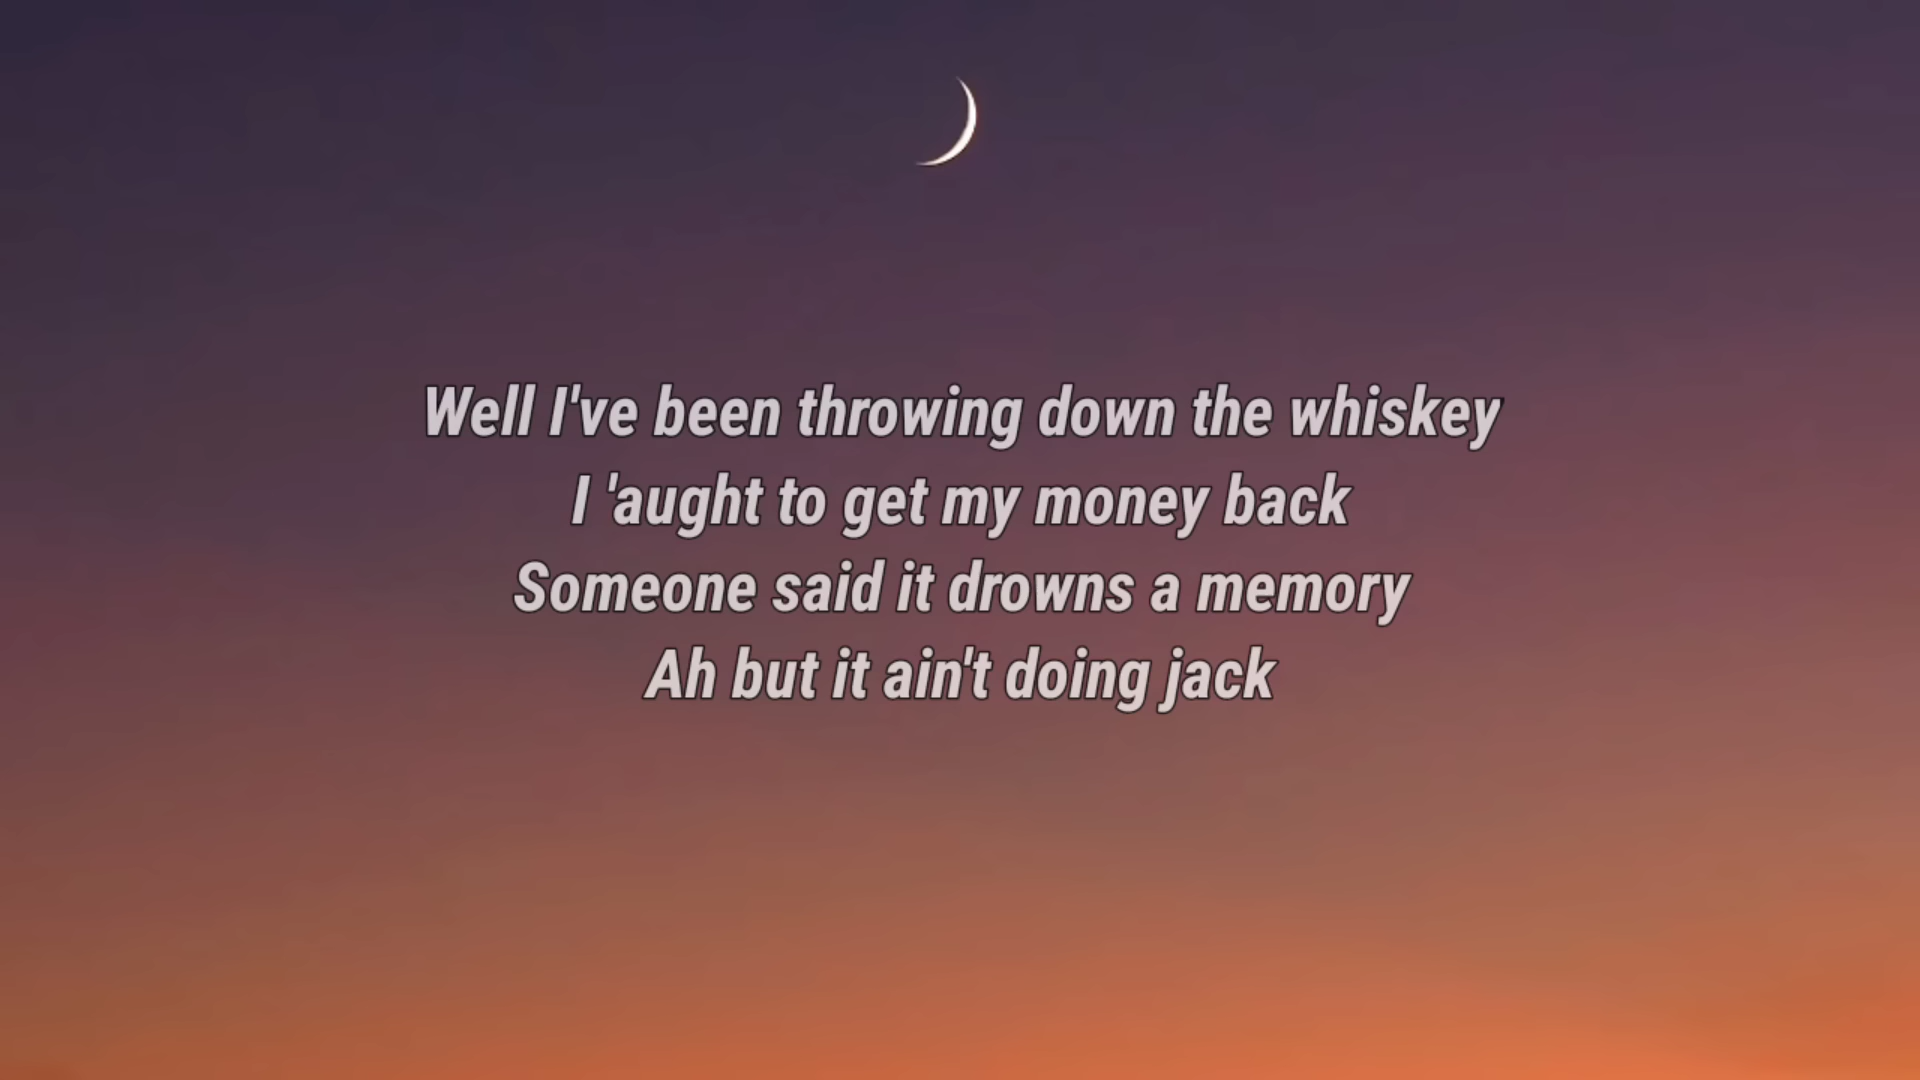 Well I've been throwing down the whiskey
I 'aught to get my money back
Someone said it drowns a memory
Ah but it ain't doing jack